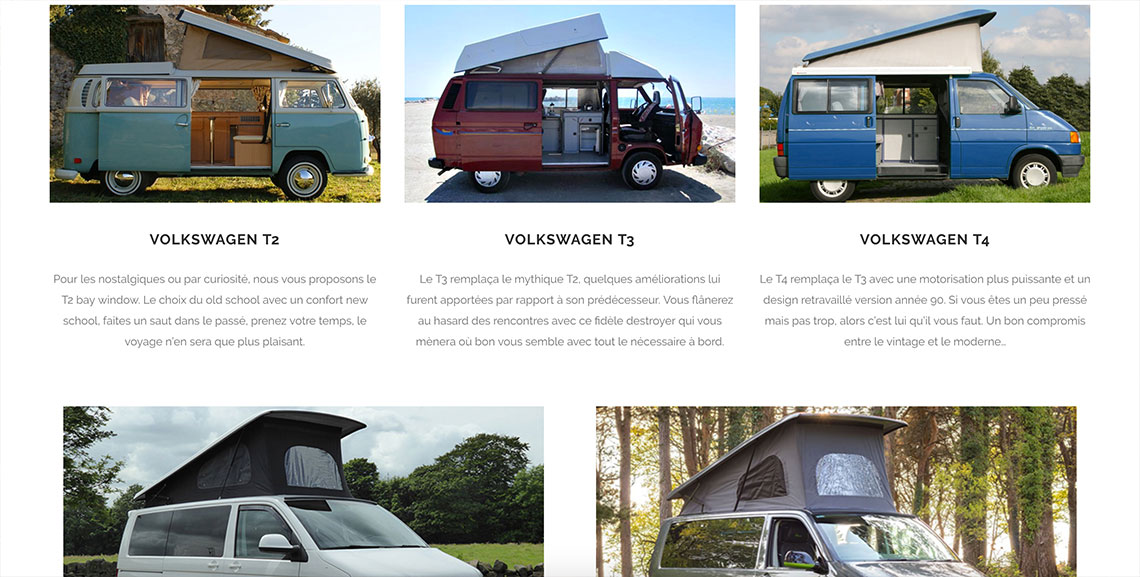 VOLKSWAGEN T2
Pour les nostalgiques ou par curiosité, nous vous proposons le
T2 bay window. Le choix du old school avec un confort new
school, faites un saut dans le passé, prenez votre temps, le
voyage n'en sera que plus plaisant.
VOLKSWAGEN T3
Le T3 remplaça le mythique T2, quelques améliorations lui
furent apportées par rapport à son prédécesseur. Vous flânerez
au hasard des rencontres avec ce fidèle destroyer qui vous
mènera où bon vous semble avec tout le nécessaire à bord.
VOLKSWAGEN T4
Le T4 remplaça le T3 avec une motorisation plus puissante et un
design retravaillé version année 90. Si vous êtes un peu pressé
mais pas trop, alors c'est lui qu'il vous faut. Un bon compromis
entre le vintage et le moderne…